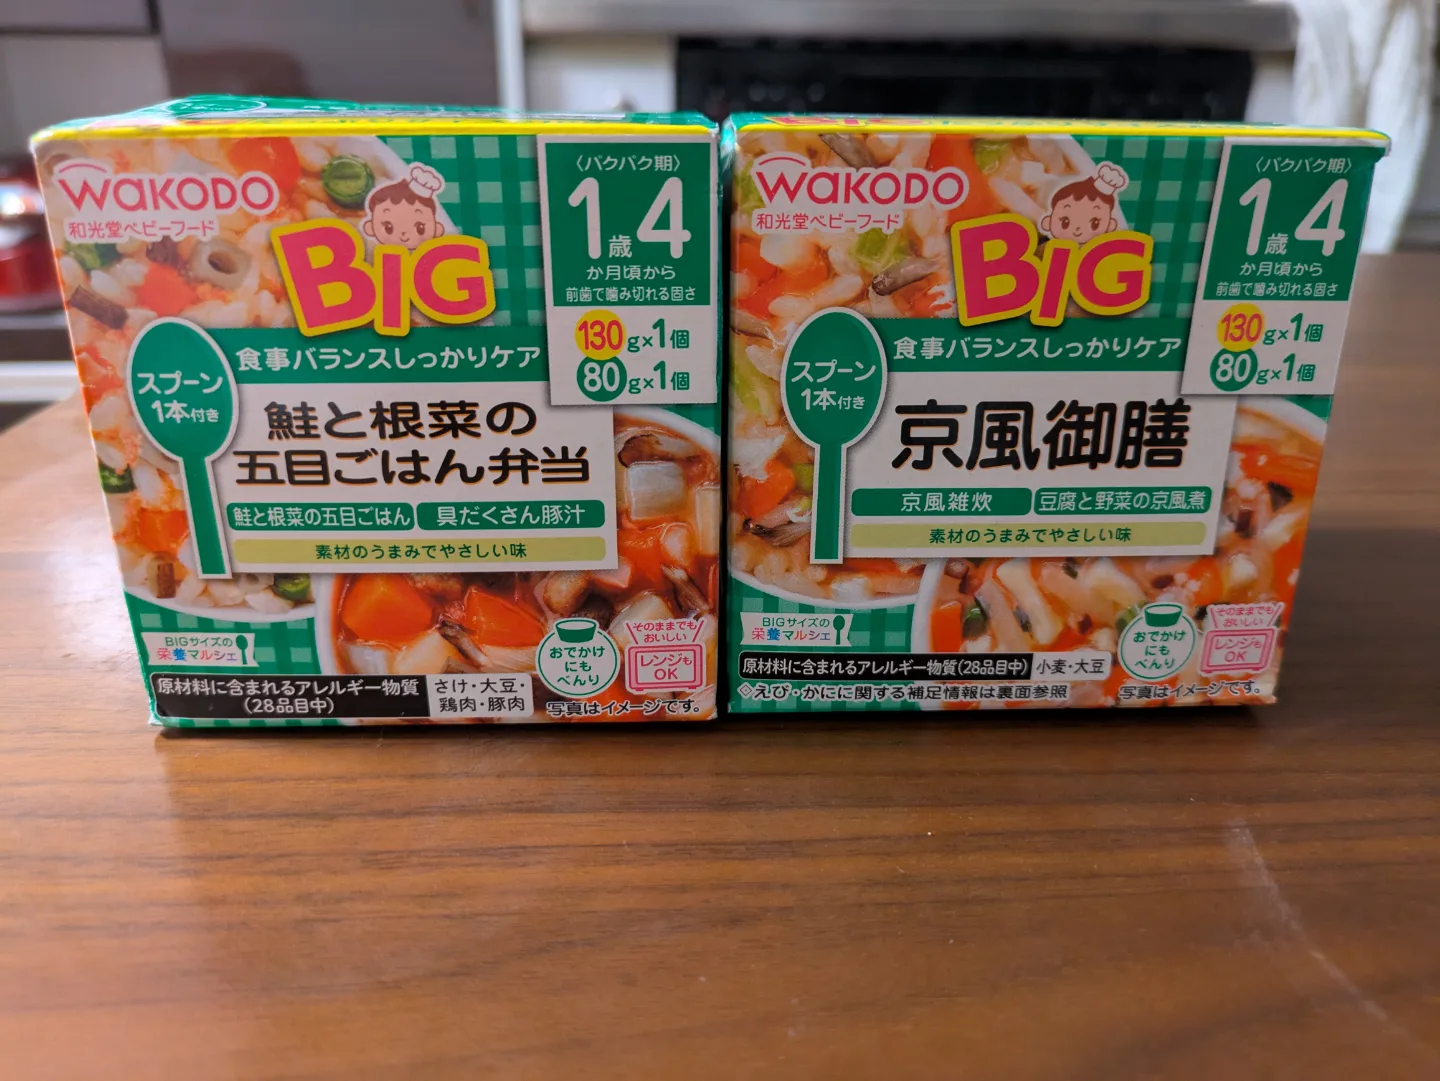 WAKODO
和光堂ベビーフード
BIG
〈パクパク期〉
1歳4
か月頃から
前歯で噛み切れる固さ
130g×1個
80g×1個
食事バランスしっかりケア
スプーン
1本付き
鮭と根菜の
五目ごはん弁当
鮭と根菜の五目ごはん
具だくさん豚汁
素材のうまみでやさしい味
BIGサイズの
栄養マルシェ
おでかけ
にも
べんり
そのままでも
おいしい
レンジも
OK
原材料に含まれるアレルギー物質
(28品目中)
さけ・大豆・
鶏肉・豚肉
写真はイメージです。
WAKODO
和光堂ベビーフード
BIG
〈パクパク期〉
1歳4
か月頃から
前歯で噛み切れる固さ
130g×1個
80g×1個
食事バランスしっかりケア
スプーン
1本付き
京風御膳
京風雑炊
豆腐と野菜の京風煮
素材のうまみでやさしい味
BIGサイズの
栄養マルシェ
おでかけ
にも
べんり
そのままでも
おいしい
レンジも
OK
原材料に含まれるアレルギー物質(28品目中)
小麦・大豆
◇えび・かにに関する補足情報は裏面参照
写真はイメージです。